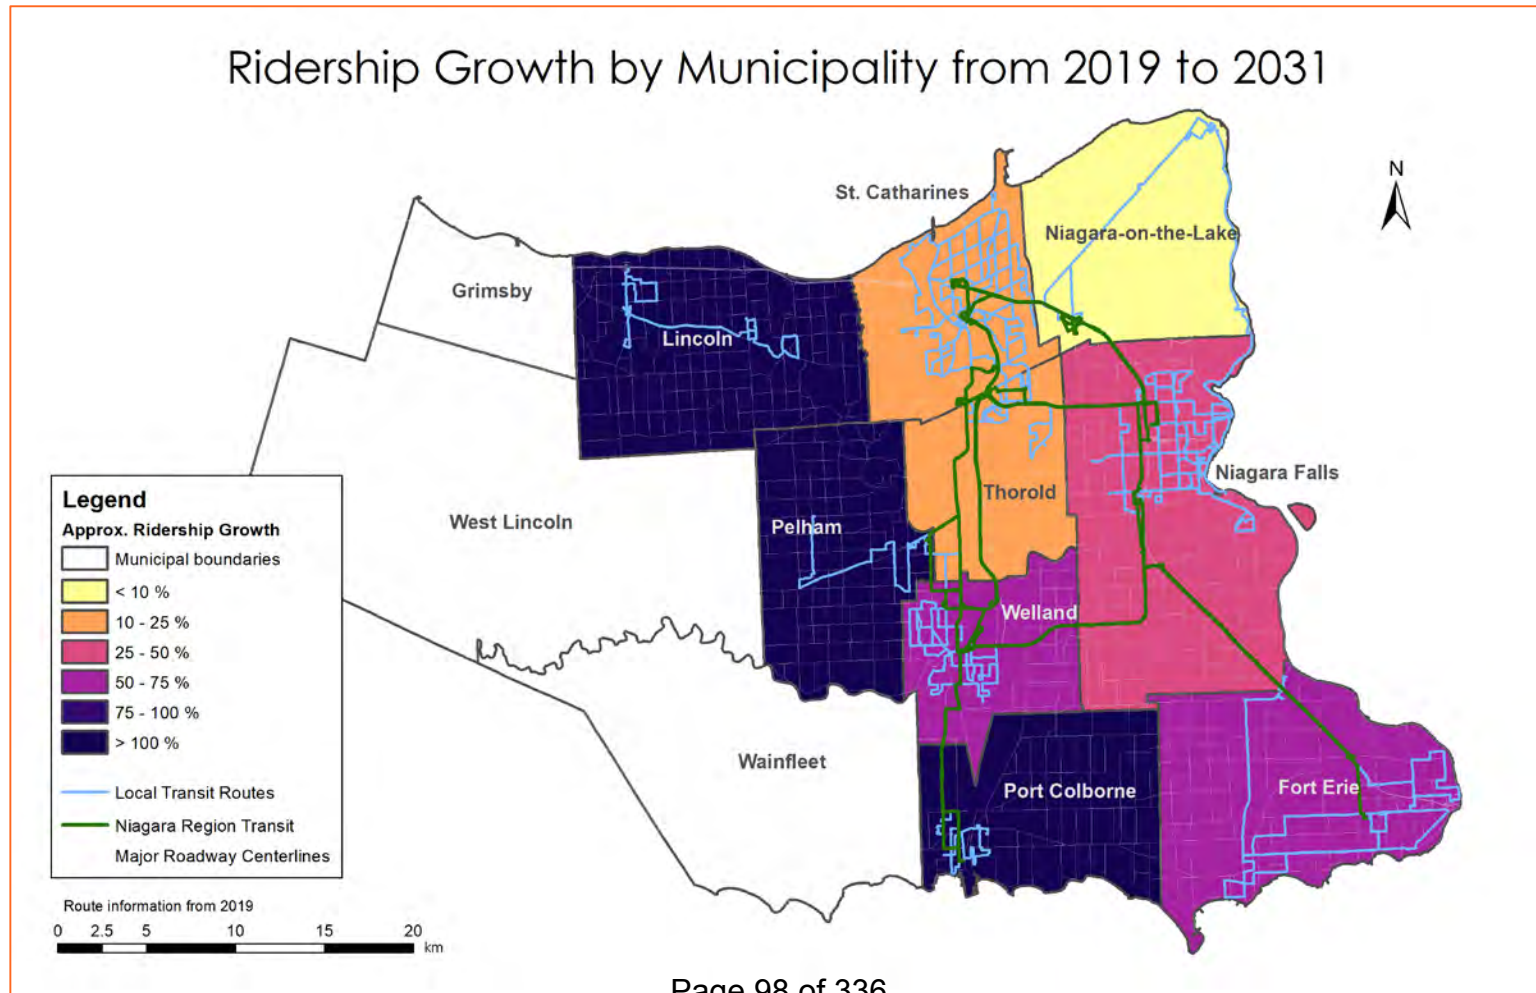 Ridership Growth by Municipality from 2019 to 2031
N
St. Catharines
Niagara-on-the-Lake
Grimsby
Lincoln
Niagara Falls
Thorold
West Lincoln
Pelham
Welland
Wainfleet
Port Colborne
Fort Erie
Legend
Approx. Ridership Growth
Municipal boundaries
< 10 %
10 - 25 %
25 - 50 %
50 - 75 %
75 - 100 %
> 100 %
Local Transit Routes
Niagara Region Transit
Major Roadway Centerlines
Route information from 2019
0 2.5 5 10 15 20
km
Page 98 of 336